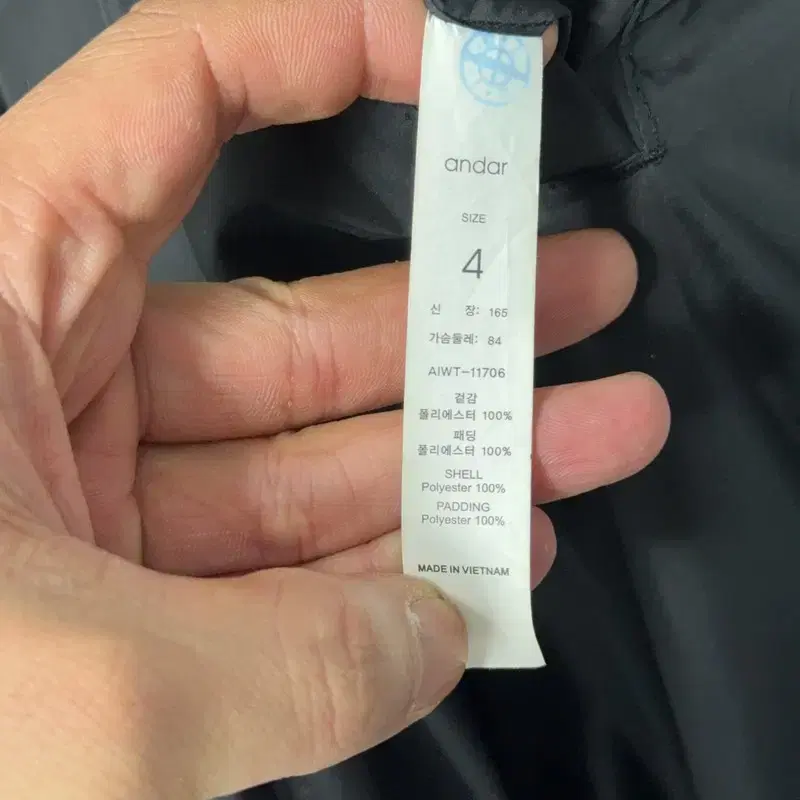 andar
SIZE
4
신 장: 165
가슴둘레: 84
AIWT-11706
겉감
폴리에스터 100%
패딩
폴리에스터 100%
SHELL
Polyester 100%
PADDING
Polyester 100%
MADE IN VIETNAM